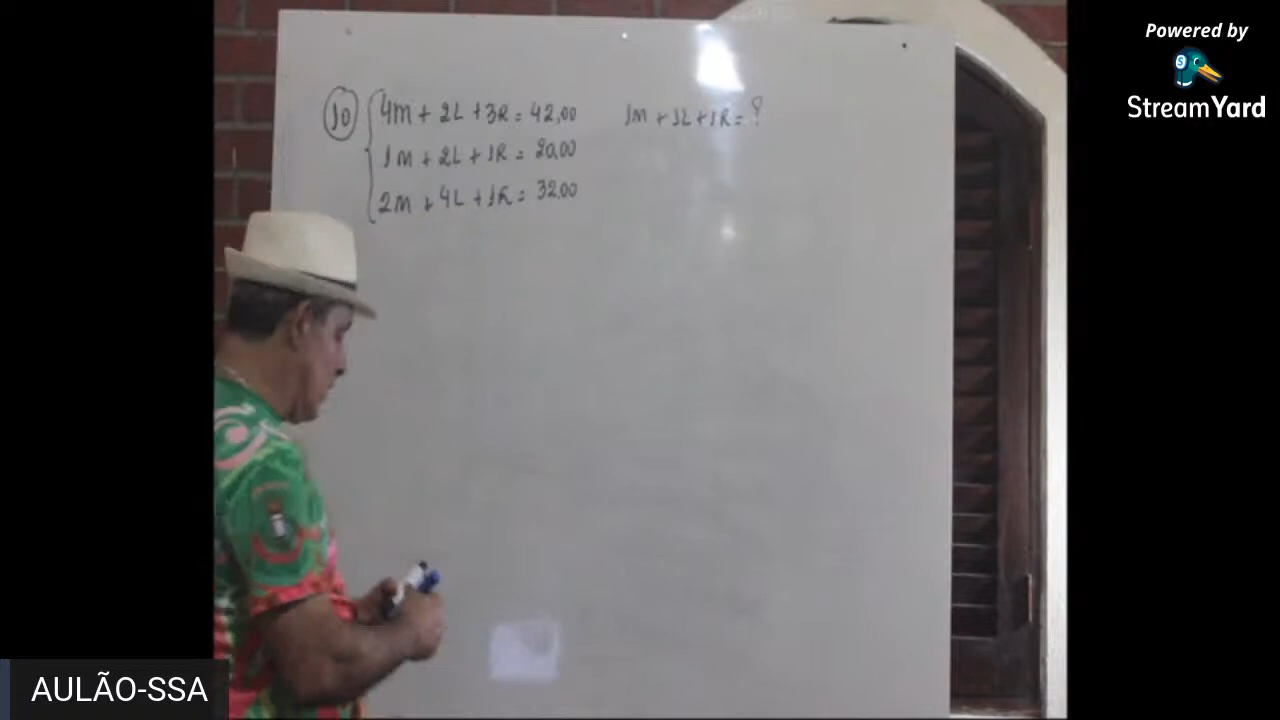 Powered by
StreamYard
10 4M + 2L + 3R = 42,00 1M + 1L + 1R = ?
1M + 2L + 1R = 20,00
2M + 4L + 1R = 32,00
AULÃO-SSA